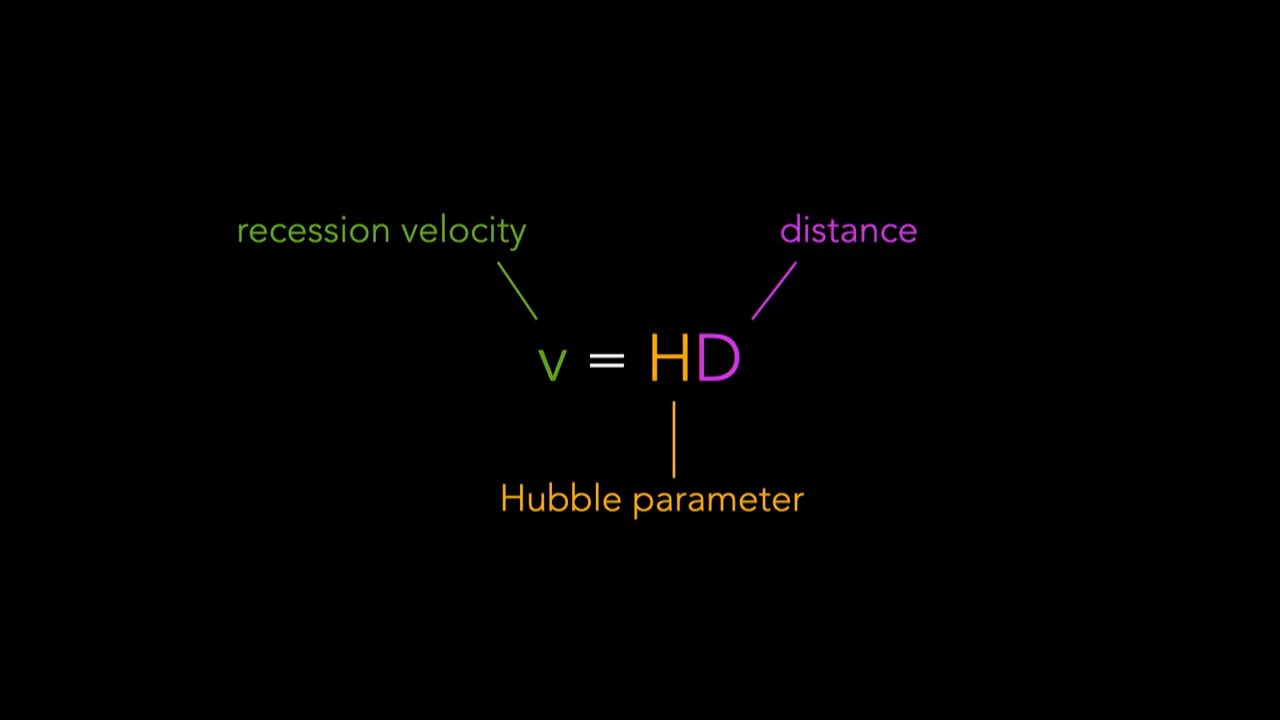 recession velocity
distance
v = HD
Hubble parameter